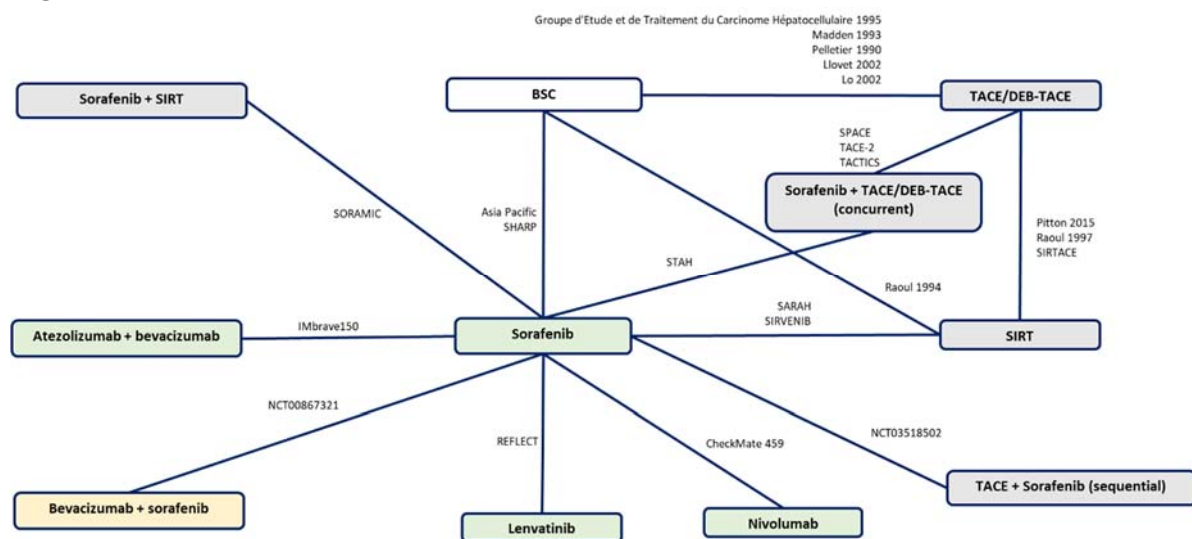 Groupe d'Etude et de Traitement du Carcinome Hépatocellulaire 1995
Madden 1993
Pelletier 1990
Llovet 2002
Lo 2002
Sorafenib + SIRT
BSC
TACE/DEB-TACE
SPACE
TACE-2
TACTICS
Sorafenib + TACE/DEB-TACE
(concurrent)
SORAMIC
Asia Pacific
SHARP
Pitton 2015
Raoul 1997
SIRTACE
STAH
Raoul 1994
SARAH
SIRVENIB
IMbrave150
Atezolizumab + bevacizumab
Sorafenib
SIRT
NCT00867321
REFLECT
CheckMate 459
NCT03518502
TACE + Sorafenib (sequential)
Bevacizumab + sorafenib
Lenvatinib
Nivolumab